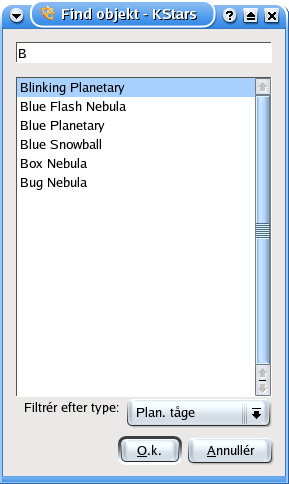 Find objekt - KStars
B
Blinking Planetary
Blue Flash Nebula
Blue Planetary
Blue Snowball
Box Nebula
Bug Nebula
Filtrér efter type: Plan. tåge
O.k. Annullér